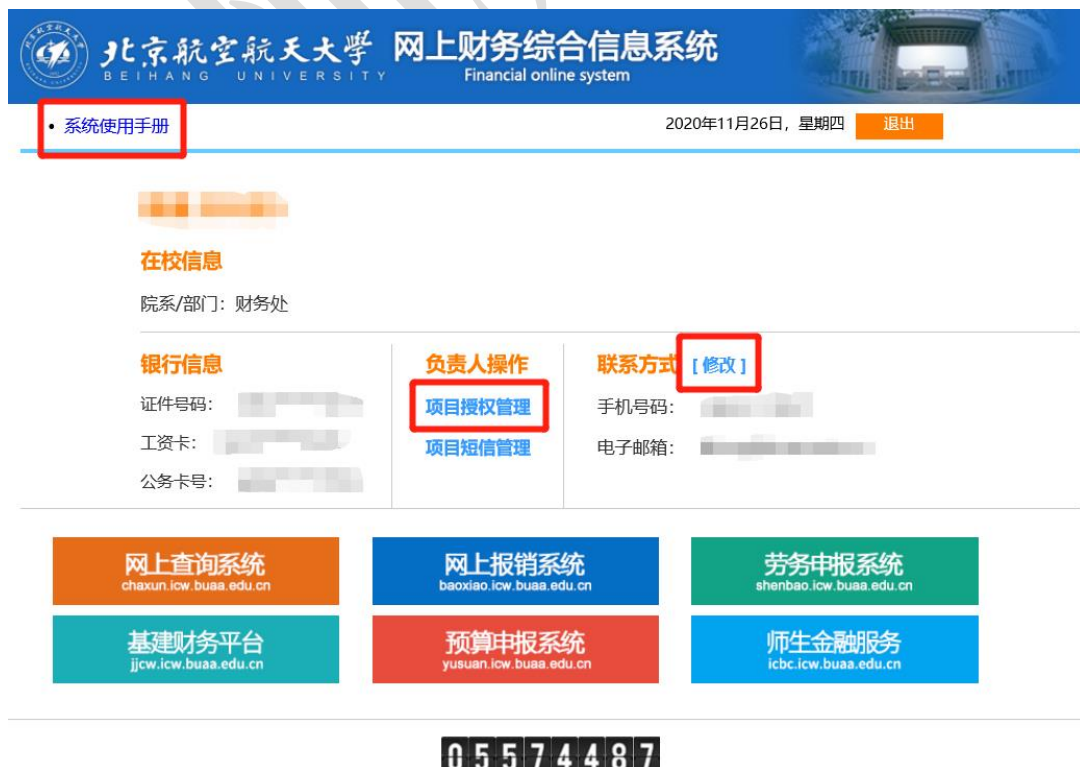 北京航空航天大學 网上财务综合信息系统
BEIHANG UNIVERSITY Financial online system
• 系统使用手册 2020年11月26日，星期四 退出
在校信息
院系/部门：财务处
银行信息 负责人操作 联系方式 [ 修改 ]
证件号码： 项目授权管理 手机号码：
工资卡： 项目短信管理 电子邮箱：
公务卡号：
网上查询系统 网上报销系统 劳务申报系统
chaxun.icw.buaa.edu.cn baoxiao.icw.buaa.edu.cn shenbao.icw.buaa.edu.cn
基建财务平台 预算申报系统 师生金融服务
jjcw.icw.buaa.edu.cn yusuan.icw.buaa.edu.cn icbc.icw.buaa.edu.cn
05574487